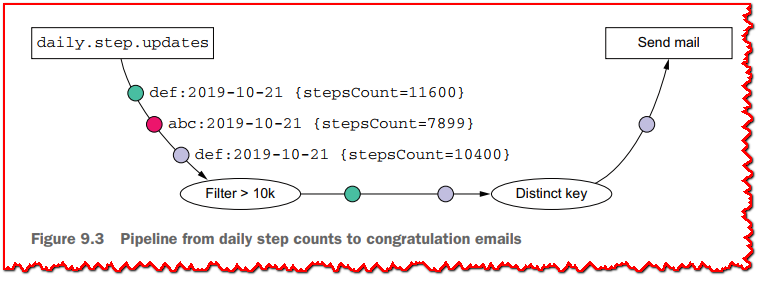 daily.step.updates
Send mail
def:2019-10-21 {stepsCount=11600}
abc:2019-10-21 {stepsCount=7899}
def:2019-10-21 {stepsCount=10400}
Filter > 10k
Distinct key
Figure 9.3 Pipeline from daily step counts to congratulation emails